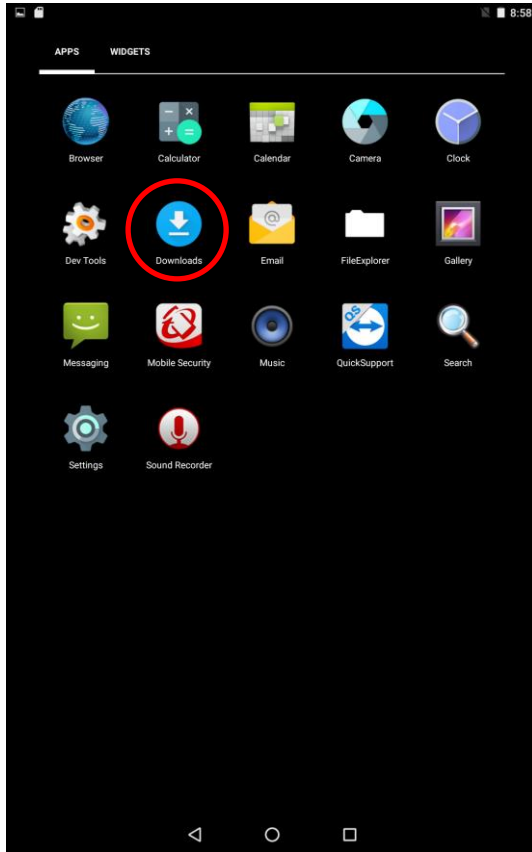 8:58
APPS WIDGETS
Browser Calculator Calendar Camera Clock
Dev Tools Downloads Email FileExplorer Gallery
QS
Messaging Mobile Security Music QuickSupport Search
Settings Sound Recorder